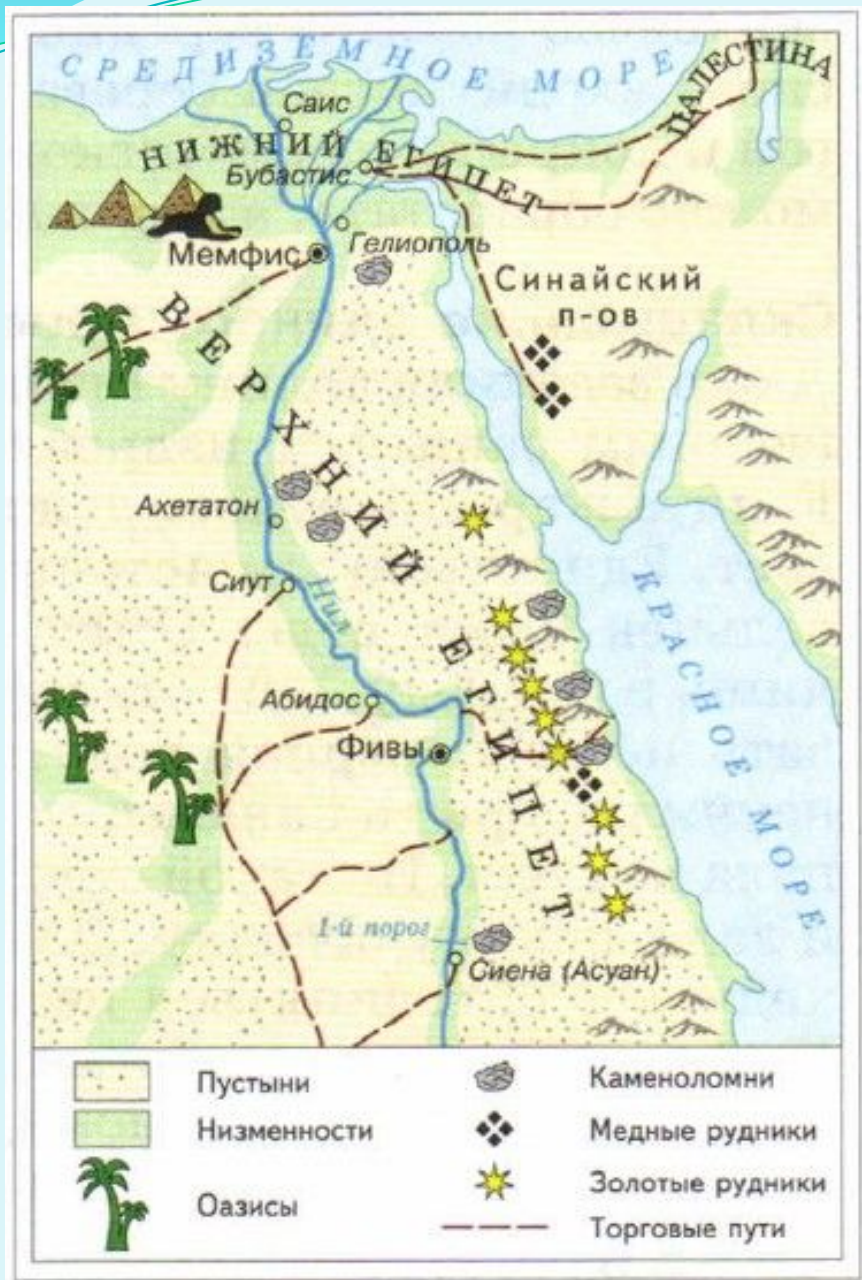 СРЕДИЗЕМНОЕ МОРЕ
ПАЛЕСТИНА
Саис
НИЖНИЙ ЕГИПЕТ
Бубастис
Гелиополь
Мемфис
Синайский
п-ов
ВЕРХНИЙ ЕГИПЕТ
Ахетатон
Сиут
Нил
КРАСНОЕ МОРЕ
Абидос
Фивы
1-й порог
Сиена (Асуан)
Пустыни
Каменоломни
Низменности
Медные рудники
Оазисы
Золотые рудники
Торговые пути